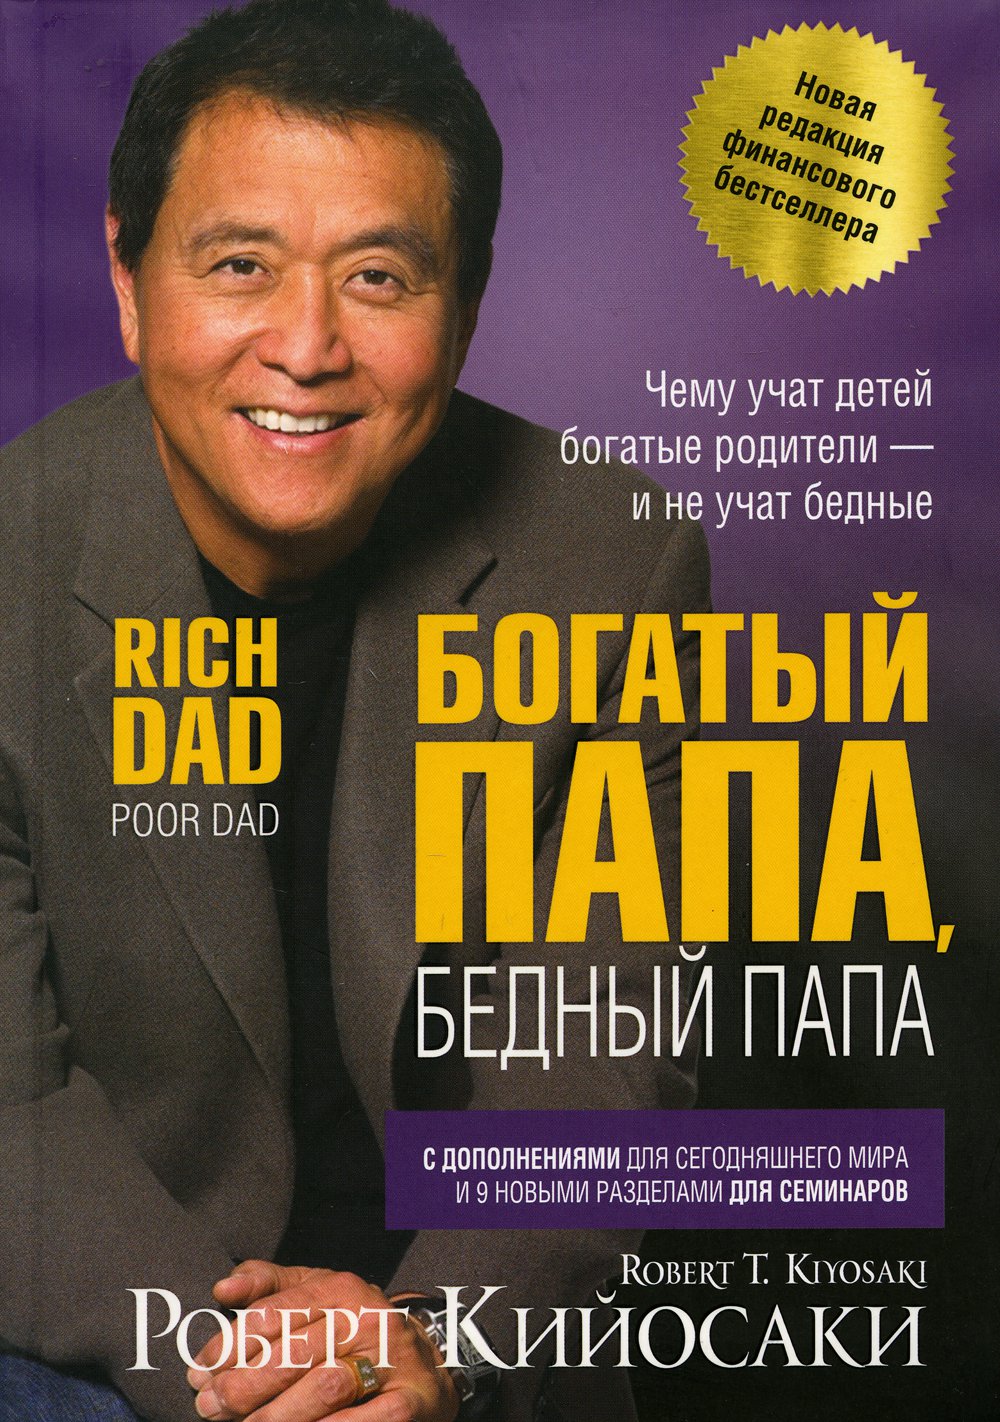 Новая
редакция
финансового
бестселлера
Чему учат детей
богатые родители —
и не учат бедные
RICH
DAD
POOR DAD
БОГАТЫЙ
ПАПА,
БЕДНЫЙ ПАПА
С ДОПОЛНЕНИЯМИ ДЛЯ СЕГОДНЯШНЕГО МИРА
И 9 НОВЫМИ РАЗДЕЛАМИ ДЛЯ СЕМИНАРОВ
ROBERT T. KIYOSAKI
РОБЕРТ КИЙОСАКИ